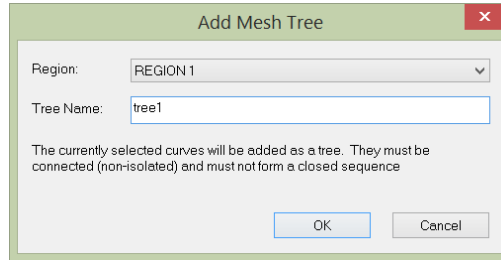 Add Mesh Tree
x
Region: REGION 1
Tree Name: tree1
The currently selected curves will be added as a tree. They must be
connected (non-isolated) and must not form a closed sequence
OK Cancel